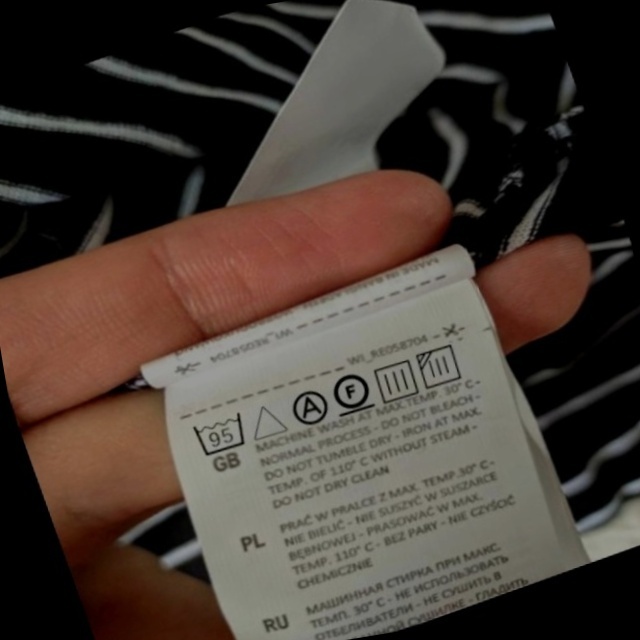 WI_RE05B704
95
A
F
GB
MACHINE WASH AT MAX.TEMP. 30° C -
NORMAL PROCESS - DO NOT BLEACH -
DO NOT TUMBLE DRY - IRON AT MAX.
TEMP. OF 110° C WITHOUT STEAM -
DO NOT DRY CLEAN
PL
PRAĆ W PRALCE Z MAX. TEMP. 30° C -
NIE BIELIĆ - NIE SUSZYĆ W SUSZARCE
BĘBNOWEJ - PRASOWAĆ W MAX.
TEMP. 110° C - BEZ PARY - NIE CZYŚCIĆ
CHEMICZNIE
RU
МАШИННАЯ СТИРКА ПРИ МАКС.
ТЕМП. 30° C - НЕ ИСПОЛЬЗОВАТЬ
ОТБЕЛИВАТЕЛИ - НЕ СУШИТЬ В
СУШИЛКЕ - ГЛАДИТЬ